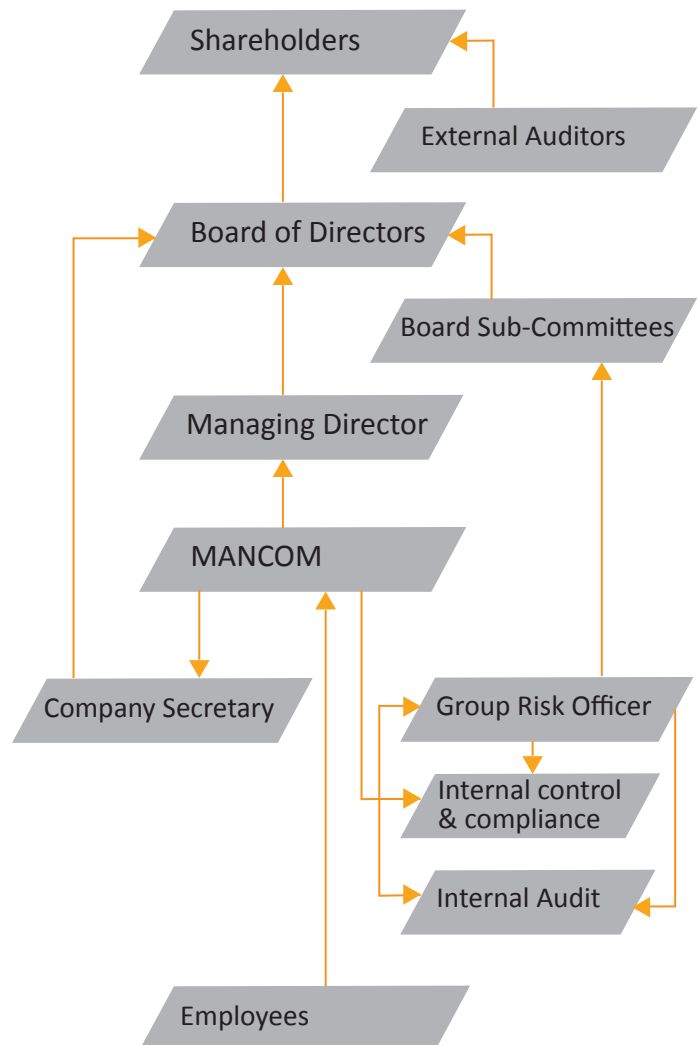 Shareholders
External Auditors
Board of Directors
Board Sub-Committees
Managing Director
MANCOM
Company Secretary
Group Risk Officer
Internal control
& compliance
Internal Audit
Employees